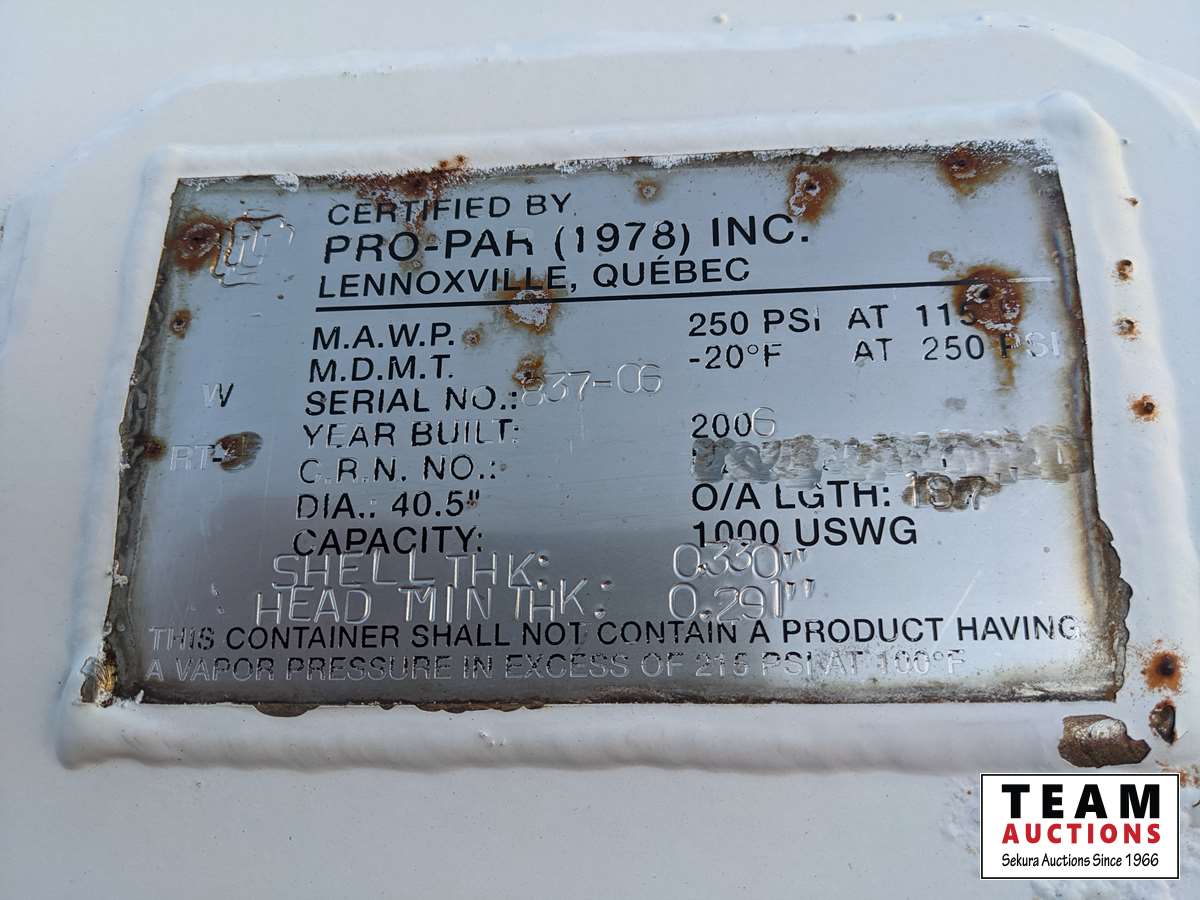 CERTIFIED BY
PRO-PAR (1978) INC.
LENNOXVILLE, QUÉBEC
M.A.W.P. 250 PSI AT 115
M.D.M.T. -20°F AT 250 PSI
W
SERIAL NO.: 837-06
YEAR BUILT: 2006
C.R.N. NO.:
DIA.: 40.5" O/A LGTH:
CAPACITY: 1000 USWG
SHELL THK: 0.330"
HEAD MIN THK: 0.291"
THIS CONTAINER SHALL NOT CONTAIN A PRODUCT HAVING
A VAPOR PRESSURE IN EXCESS OF 215 PSI AT 100°F
TEAM
AUCTIONS
Sekura Auctions Since 1966